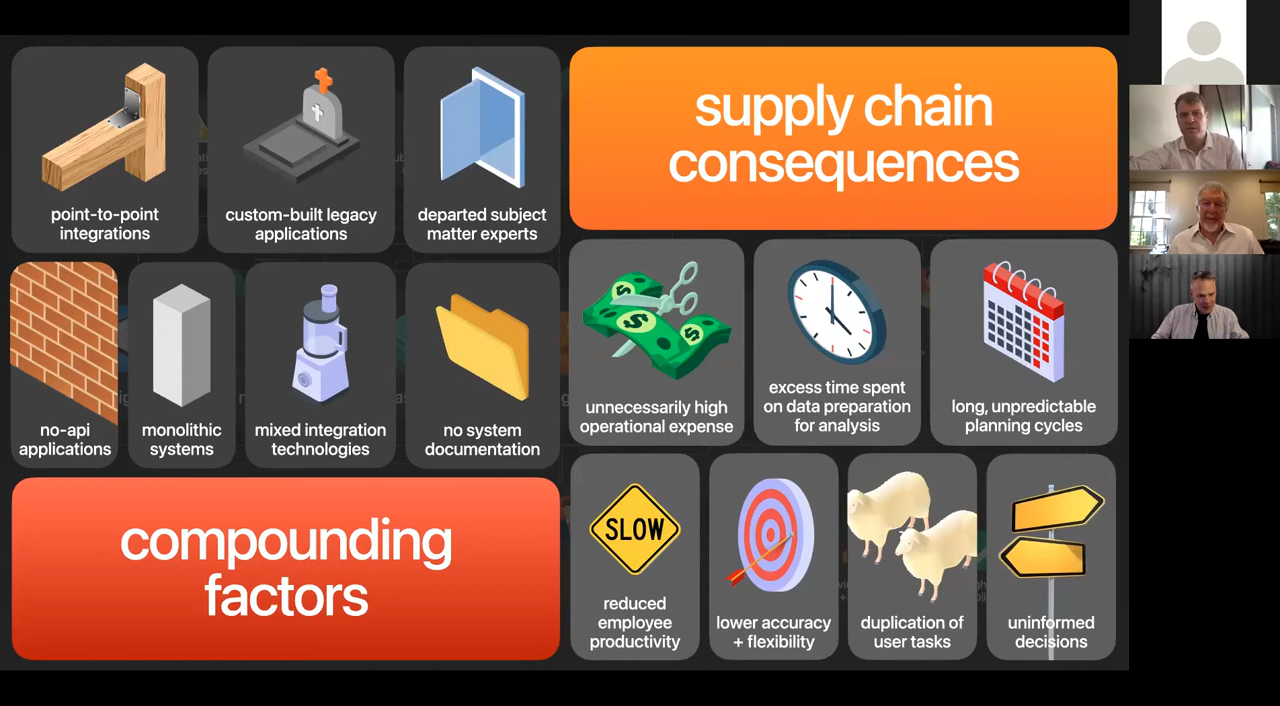 point-to-point
integrations
custom-built legacy
applications
departed subject
matter experts
no-api
applications
monolithic
systems
mixed integration
technologies
no system
documentation
compounding
factors
supply chain
consequences
unnecessarily high
operational expense
excess time spent
on data preparation
for analysis
long, unpredictable
planning cycles
SLOW
reduced
employee
productivity
lower accuracy
+ flexibility
duplication of
user tasks
uninformed
decisions